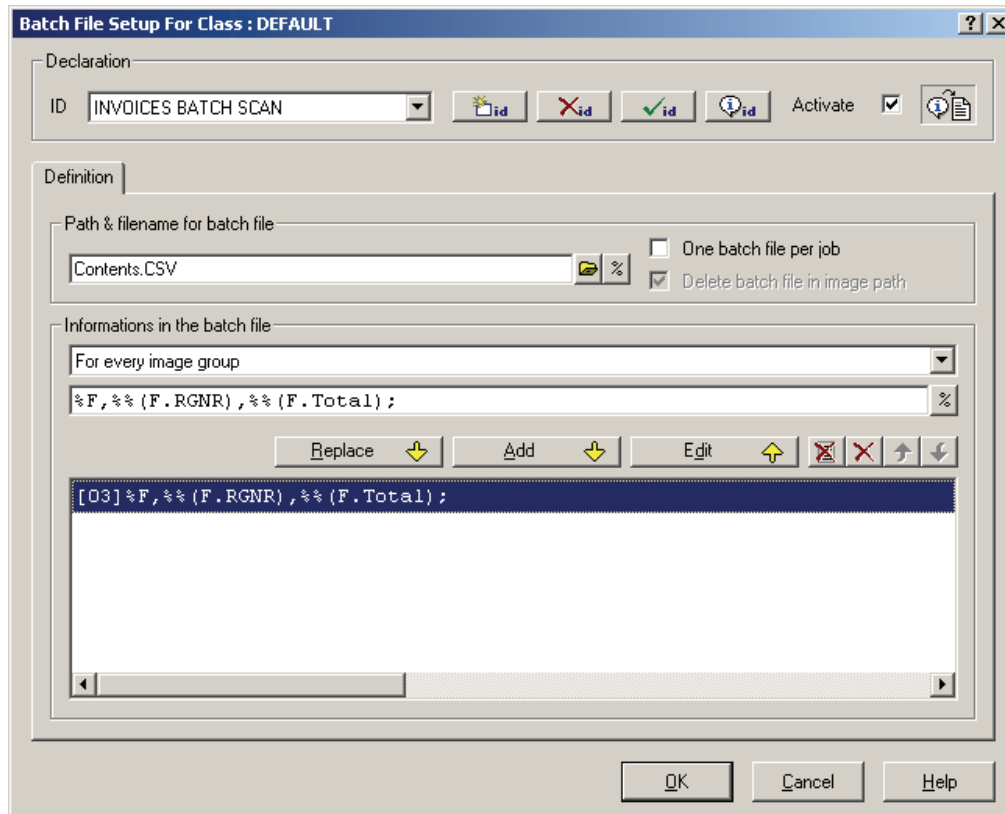 Batch File Setup For Class : DEFAULT
Declaration
ID INVOICES BATCH SCAN id id id id Activate
Definition
Path & filename for batch file
Contents.CSV % One batch file per job
Delete batch file in image path
Informations in the batch file
For every image group
%F,%%(F.RGNR),%%(F.Total); %
Replace Add Edit
[O3]%F,%%(F.RGNR),%%(F.Total);
OK Cancel Help